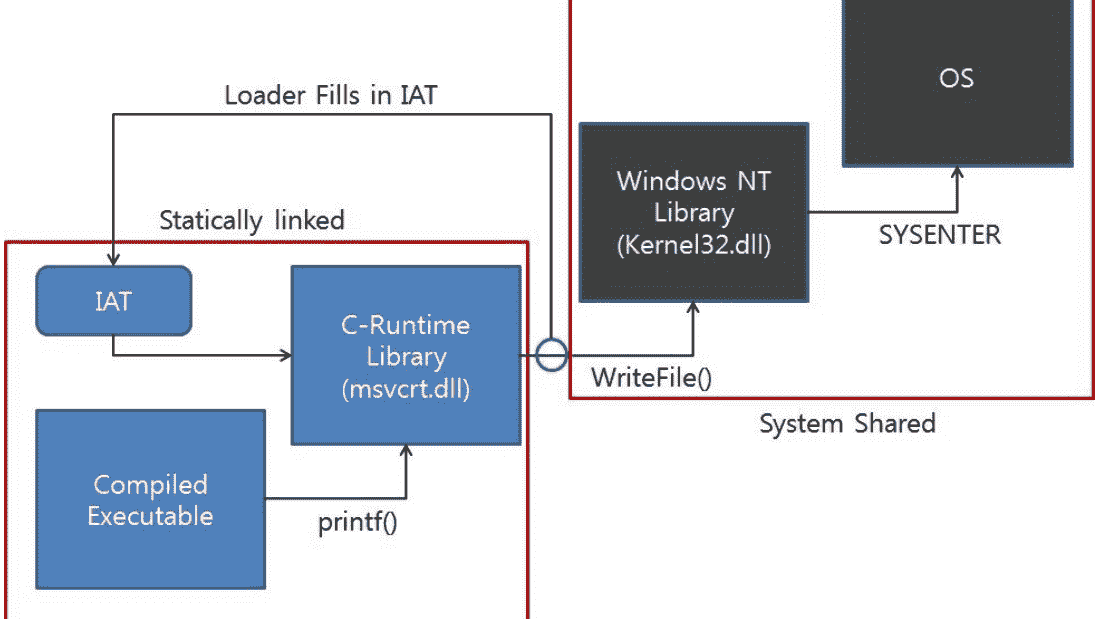 Loader Fills in IAT
OS
Windows NT
Library
(Kernel32.dll)
SYSENTER
Statically linked
IAT
C-Runtime
Library
(msvcrt.dll)
WriteFile()
System Shared
Compiled
Executable
printf()